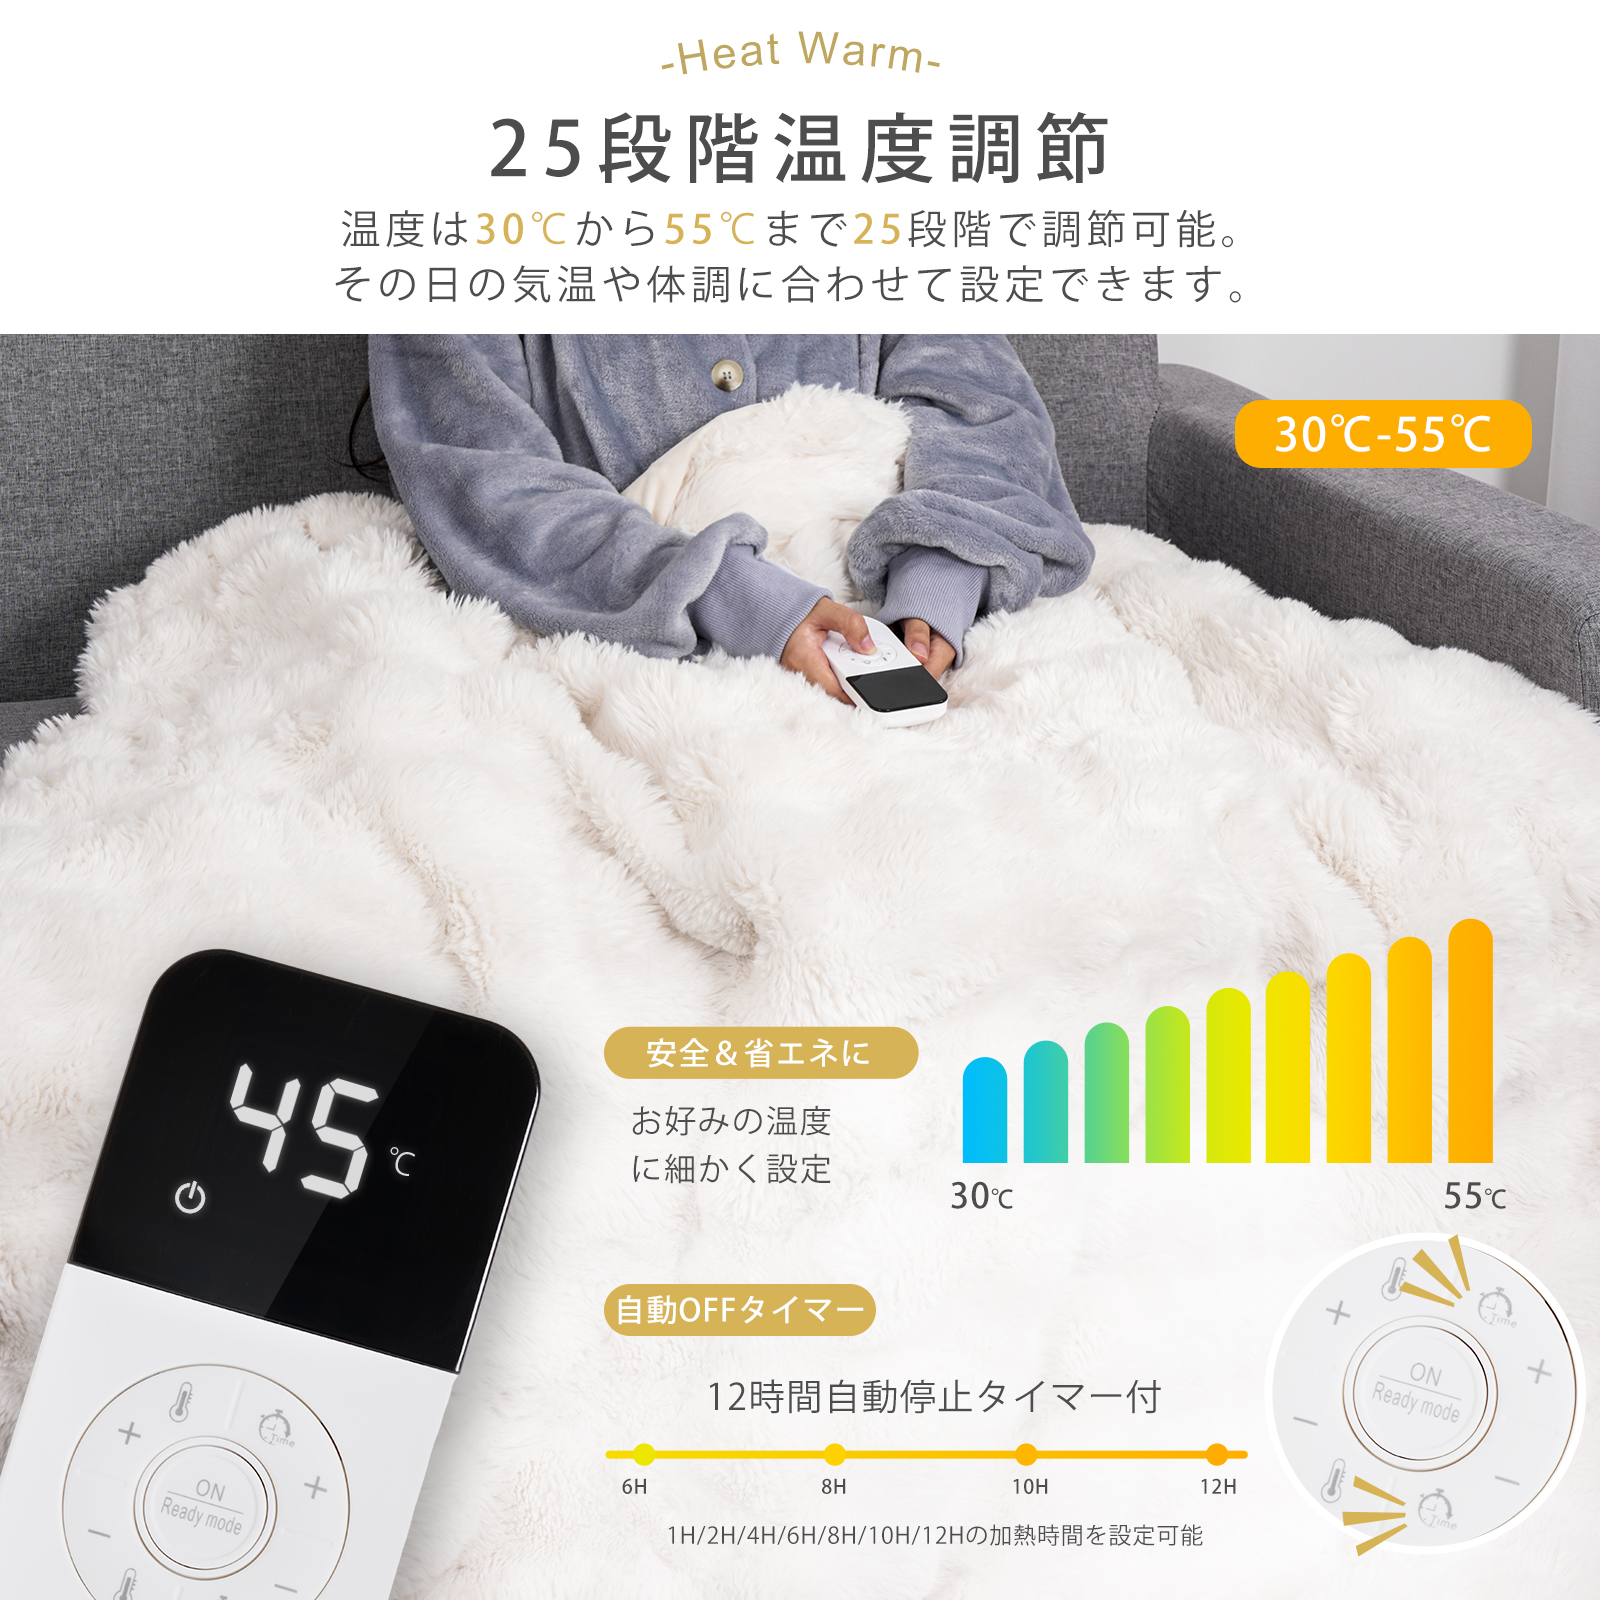 -Heat Warm-
25段階温度調節
温度は30℃から55℃まで25段階で調節可能。
その日の気温や体調に合わせて設定できます。
30℃-55℃
45℃
安全＆省エネに
お好みの温度
に細かく設定
30℃ 55℃
自動OFFタイマー
12時間自動停止タイマー付
6H 8H 10H 12H
1H/2H/4H/6H/8H/10H/12Hの加熱時間を設定可能
Time
+ +
ON
Ready mode
- -
Time
+ +
ON
Ready mode
- -
Time